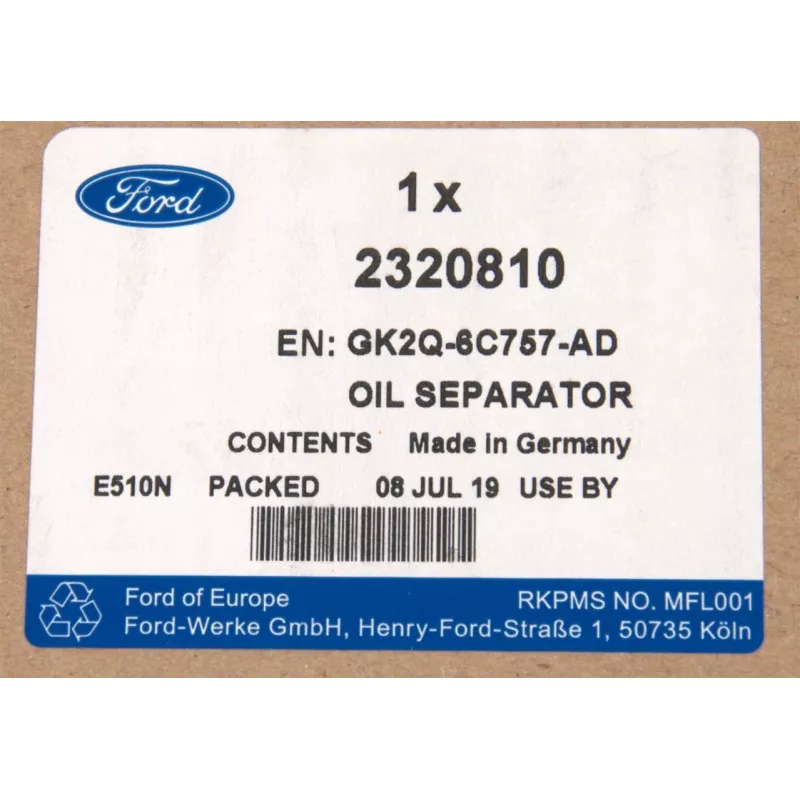 Ford
1 x
2320810
EN: GK2Q-6C757-AD
OIL SEPARATOR
CONTENTS Made in Germany
E510N PACKED 08 JUL 19 USE BY
Ford of Europe RKPMS NO. MFL001
Ford-Werke GmbH, Henry-Ford-Straße 1, 50735 Köln